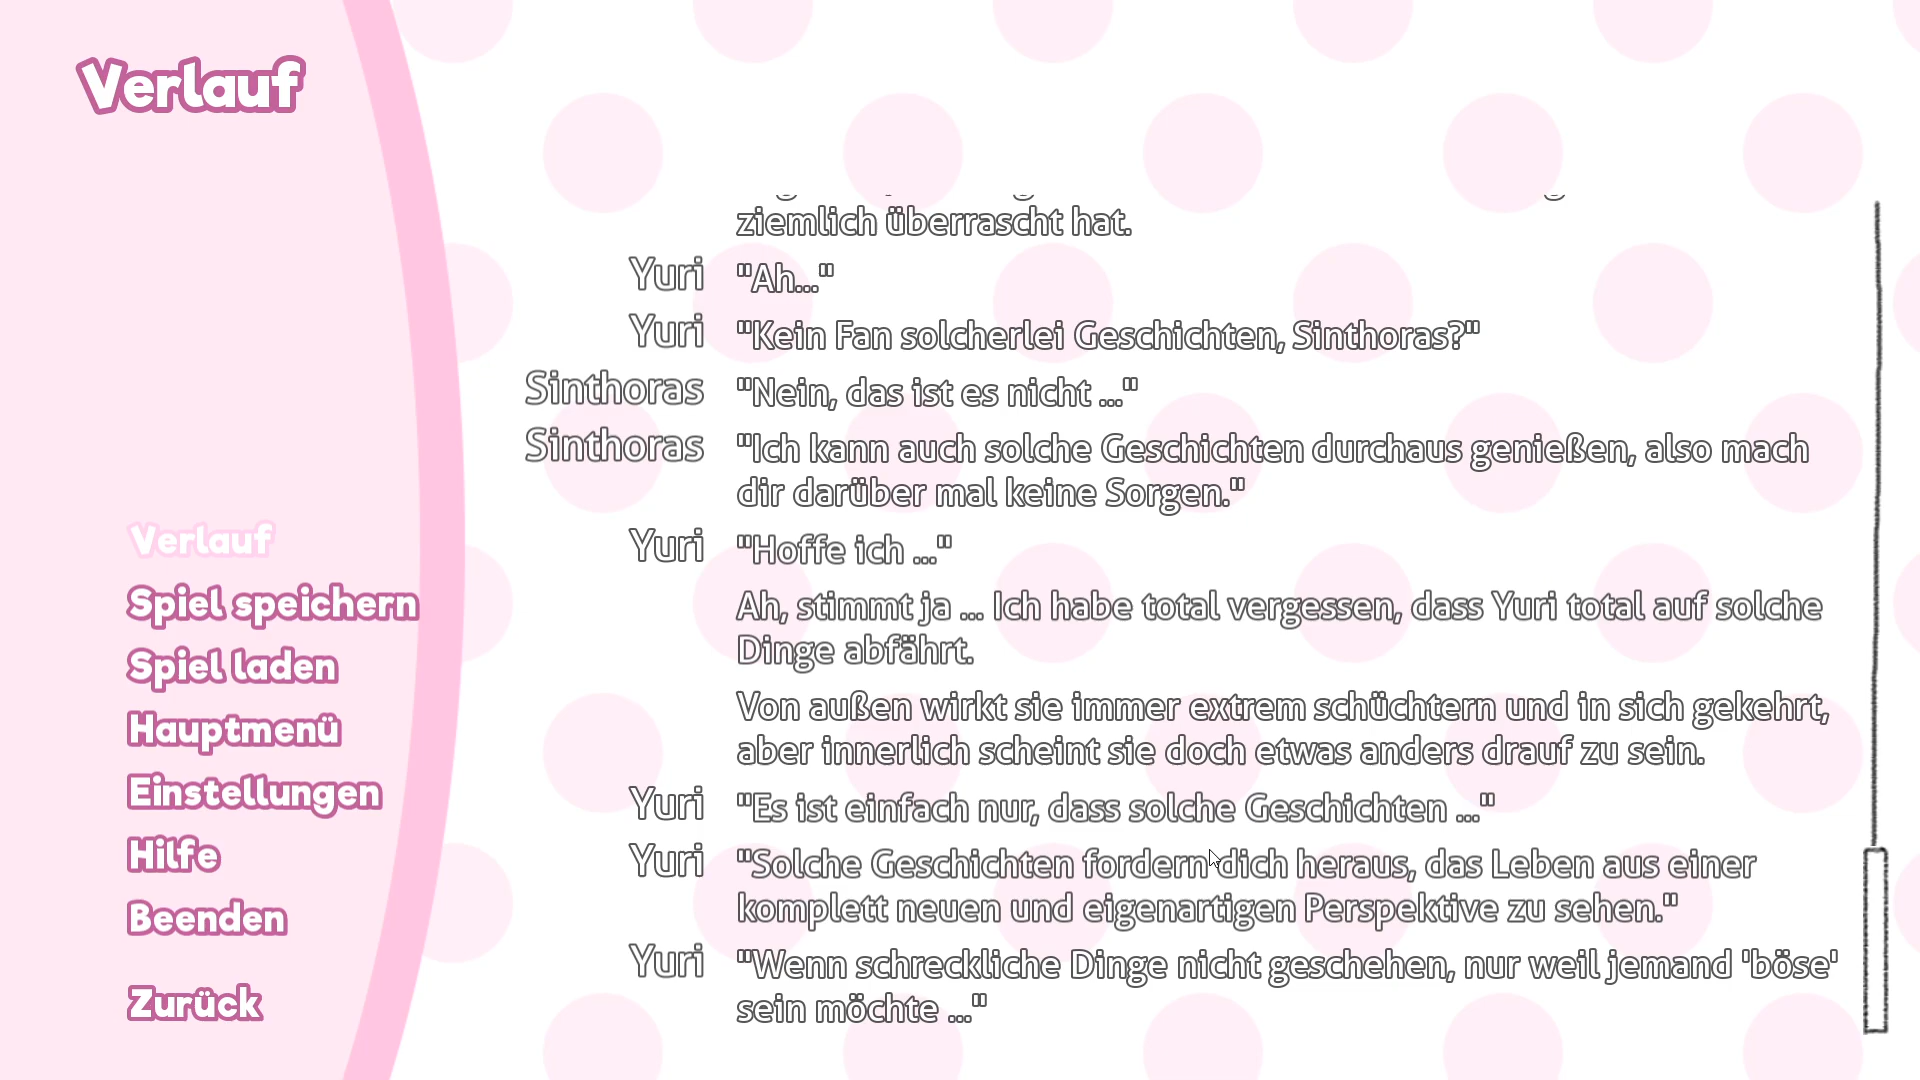 Verlauf
ziemlich überrascht hat.
Yuri "Ah..."
Yuri "Kein Fan solcherlei Geschichten, Sinthoras?"
Sinthoras "Nein, das ist es nicht ..."
Sinthoras "Ich kann auch solche Geschichten durchaus genießen, also mach
dir darüber mal keine Sorgen."
Yuri "Hoffe ich ..."
Ah, stimmt ja ... Ich habe total vergessen, dass Yuri total auf solche
Dinge abfährt.
Von außen wirkt sie immer extrem schüchtern und in sich gekehrt,
aber innerlich scheint sie doch etwas anders drauf zu sein.
Yuri "Es ist einfach nur, dass solche Geschichten ..."
Yuri "Solche Geschichten fordern dich heraus, das Leben aus einer
komplett neuen und eigenartigen Perspektive zu sehen."
Yuri "Wenn schreckliche Dinge nicht geschehen, nur weil jemand 'böse'
sein möchte ..."
Verlauf
Spiel speichern
Spiel laden
Hauptmenü
Einstellungen
Hilfe
Beenden
Zurück